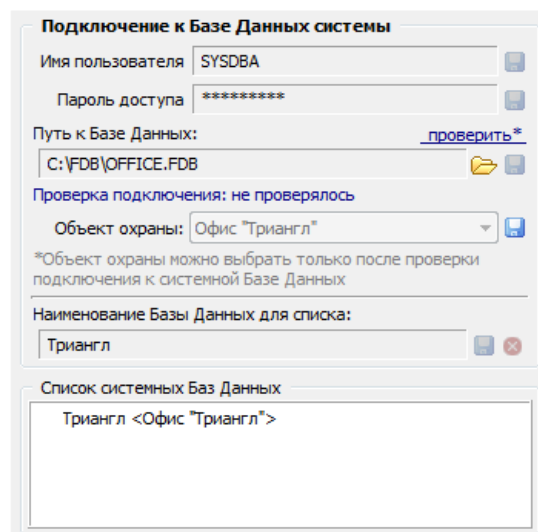 Подключение к Базе Данных системы
Имя пользователя SYSDBA
Пароль доступа *********
Путь к Базе Данных: проверить*
C:\FDB\OFFICE.FDB
Проверка подключения: не проверялось
Объект охраны: Офис "Триангл"
*Объект охраны можно выбрать только после проверки
подключения к системной Базе Данных
Наименование Базы Данных для списка:
Триангл
Список системных Баз Данных
Триангл <Офис "Триангл">